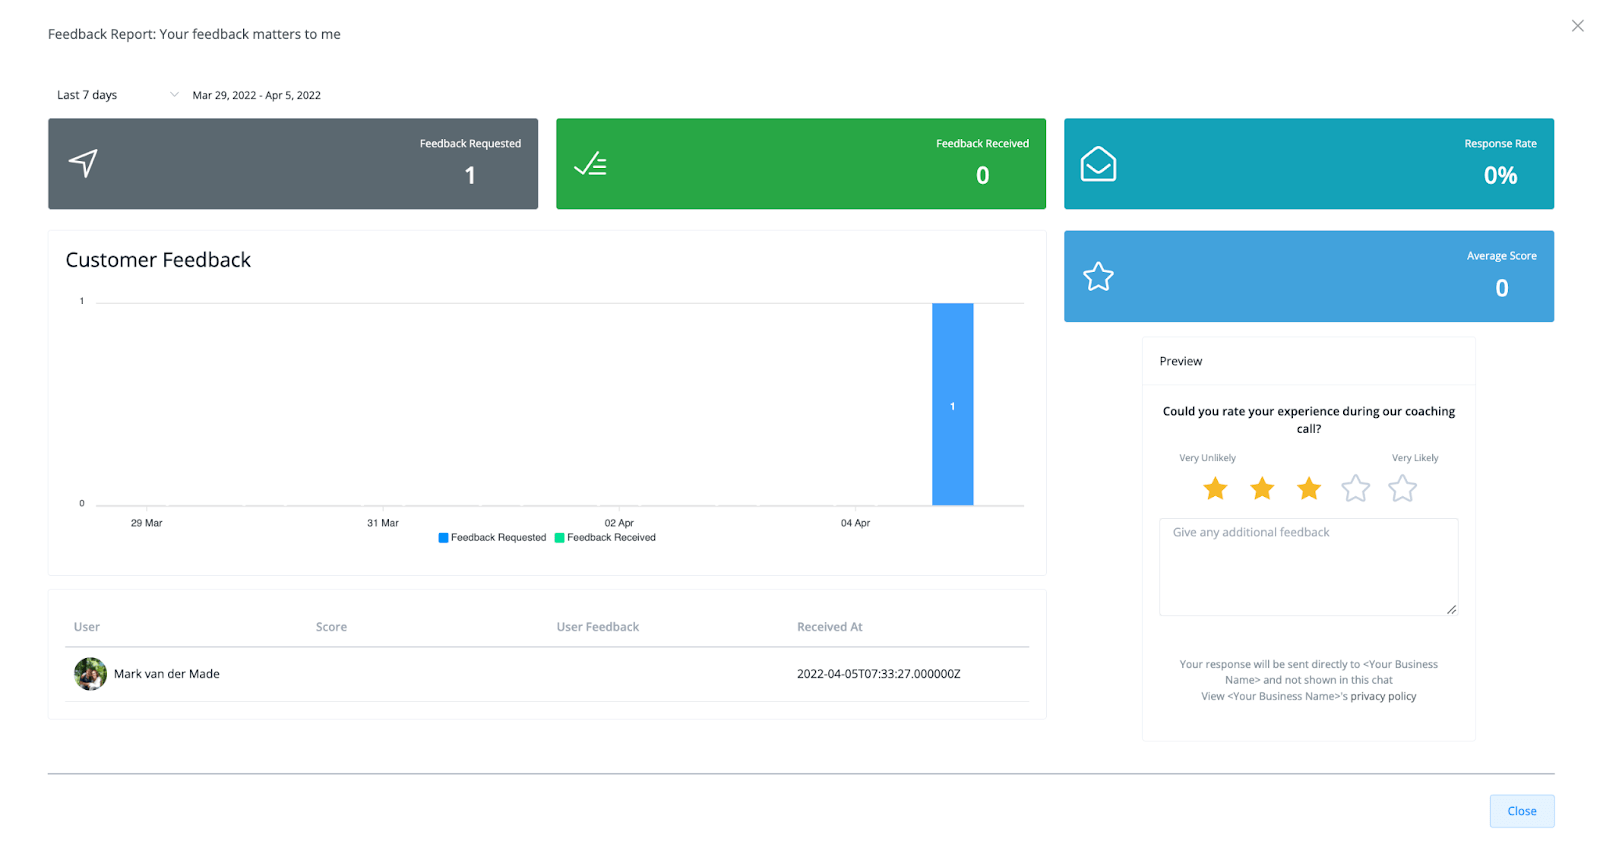 Feedback Report: Your feedback matters to me
Last 7 days
Mar 29, 2022 - Apr 5, 2022
Feedback Requested
1
Feedback Received
0
Response Rate
0%
Customer Feedback
1
1
0
29 Mar
31 Mar
02 Apr
04 Apr
Feedback Requested
Feedback Received
Average Score
0
Preview
Could you rate your experience during our coaching
call?
Very Unlikely
Very Likely
Give any additional feedback
Your response will be sent directly to <Your Business
Name> and not shown in this chat
View <Your Business Name>'s privacy policy
User
Score
User Feedback
Received At
Mark van der Made
2022-04-05T07:33:27.000000Z
Close